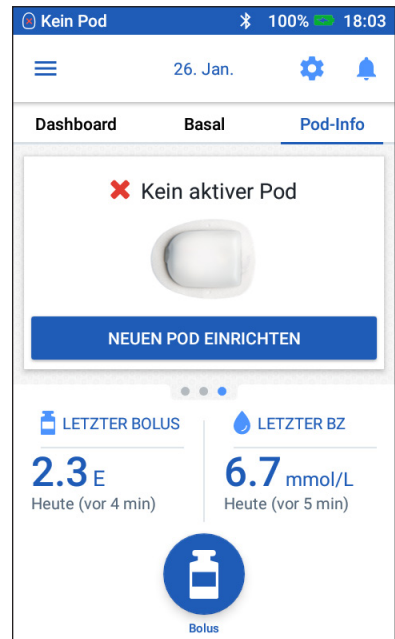 Kein Pod 100% 18:03
26. Jan.
Dashboard Basal Pod-Info
Kein aktiver Pod
NEUEN POD EINRICHTEN
LETZTER BOLUS LETZTER BZ
2.3 E 6.7 mmol/L
Heute (vor 4 min) Heute (vor 5 min)
Bolus